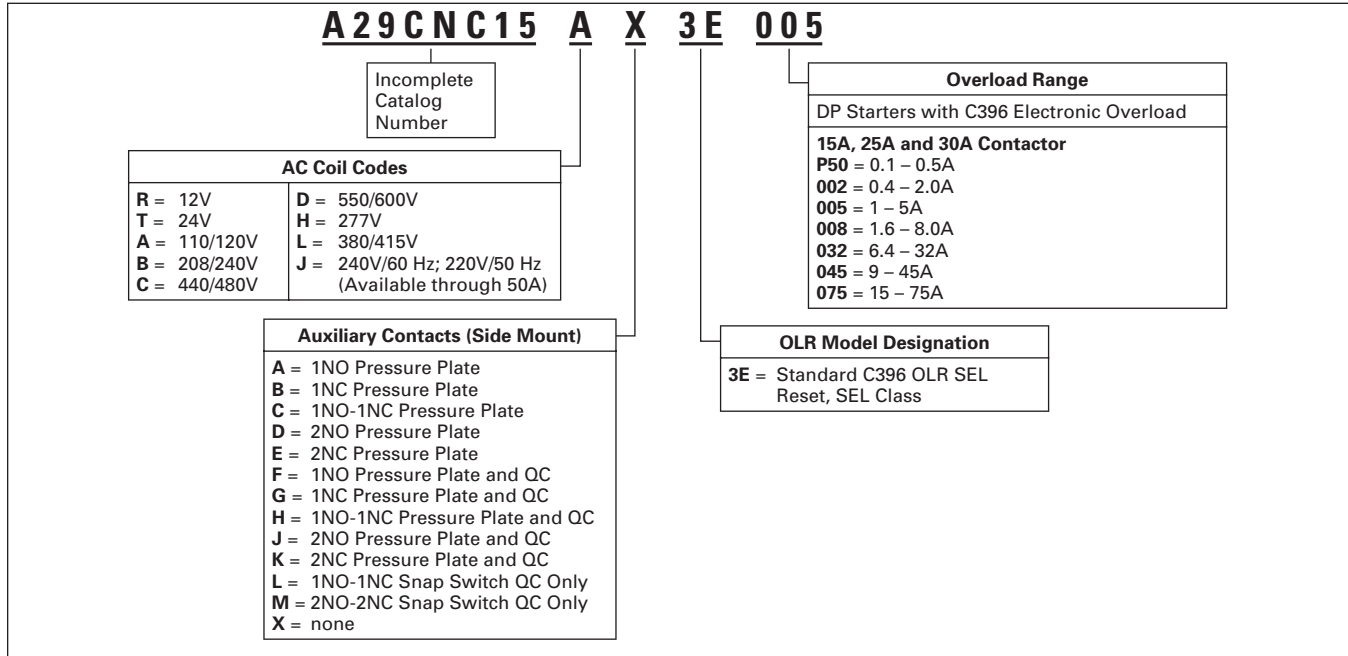 A29CNC15 A X 3E 005
Incomplete
Catalog
Number
Overload Range
DP Starters with C396 Electronic Overload
15A, 25A and 30A Contactor
P50 = 0.1 – 0.5A
002 = 0.4 – 2.0A
005 = 1 – 5A
008 = 1.6 – 8.0A
032 = 6.4 – 32A
045 = 9 – 45A
075 = 15 – 75A
AC Coil Codes
R = 12V
T = 24V
A = 110/120V
B = 208/240V
C = 440/480V
D = 550/600V
H = 277V
L = 380/415V
J = 240V/60 Hz; 220V/50 Hz
(Available through 50A)
Auxiliary Contacts (Side Mount)
A = 1NO Pressure Plate
B = 1NC Pressure Plate
C = 1NO-1NC Pressure Plate
D = 2NO Pressure Plate
E = 2NC Pressure Plate
F = 1NO Pressure Plate and QC
G = 1NC Pressure Plate and QC
H = 1NO-1NC Pressure Plate and QC
J = 2NO Pressure Plate and QC
K = 2NC Pressure Plate and QC
L = 1NO-1NC Snap Switch QC Only
M = 2NO-2NC Snap Switch QC Only
X = none
OLR Model Designation
3E = Standard C396 OLR SEL
Reset, SEL Class